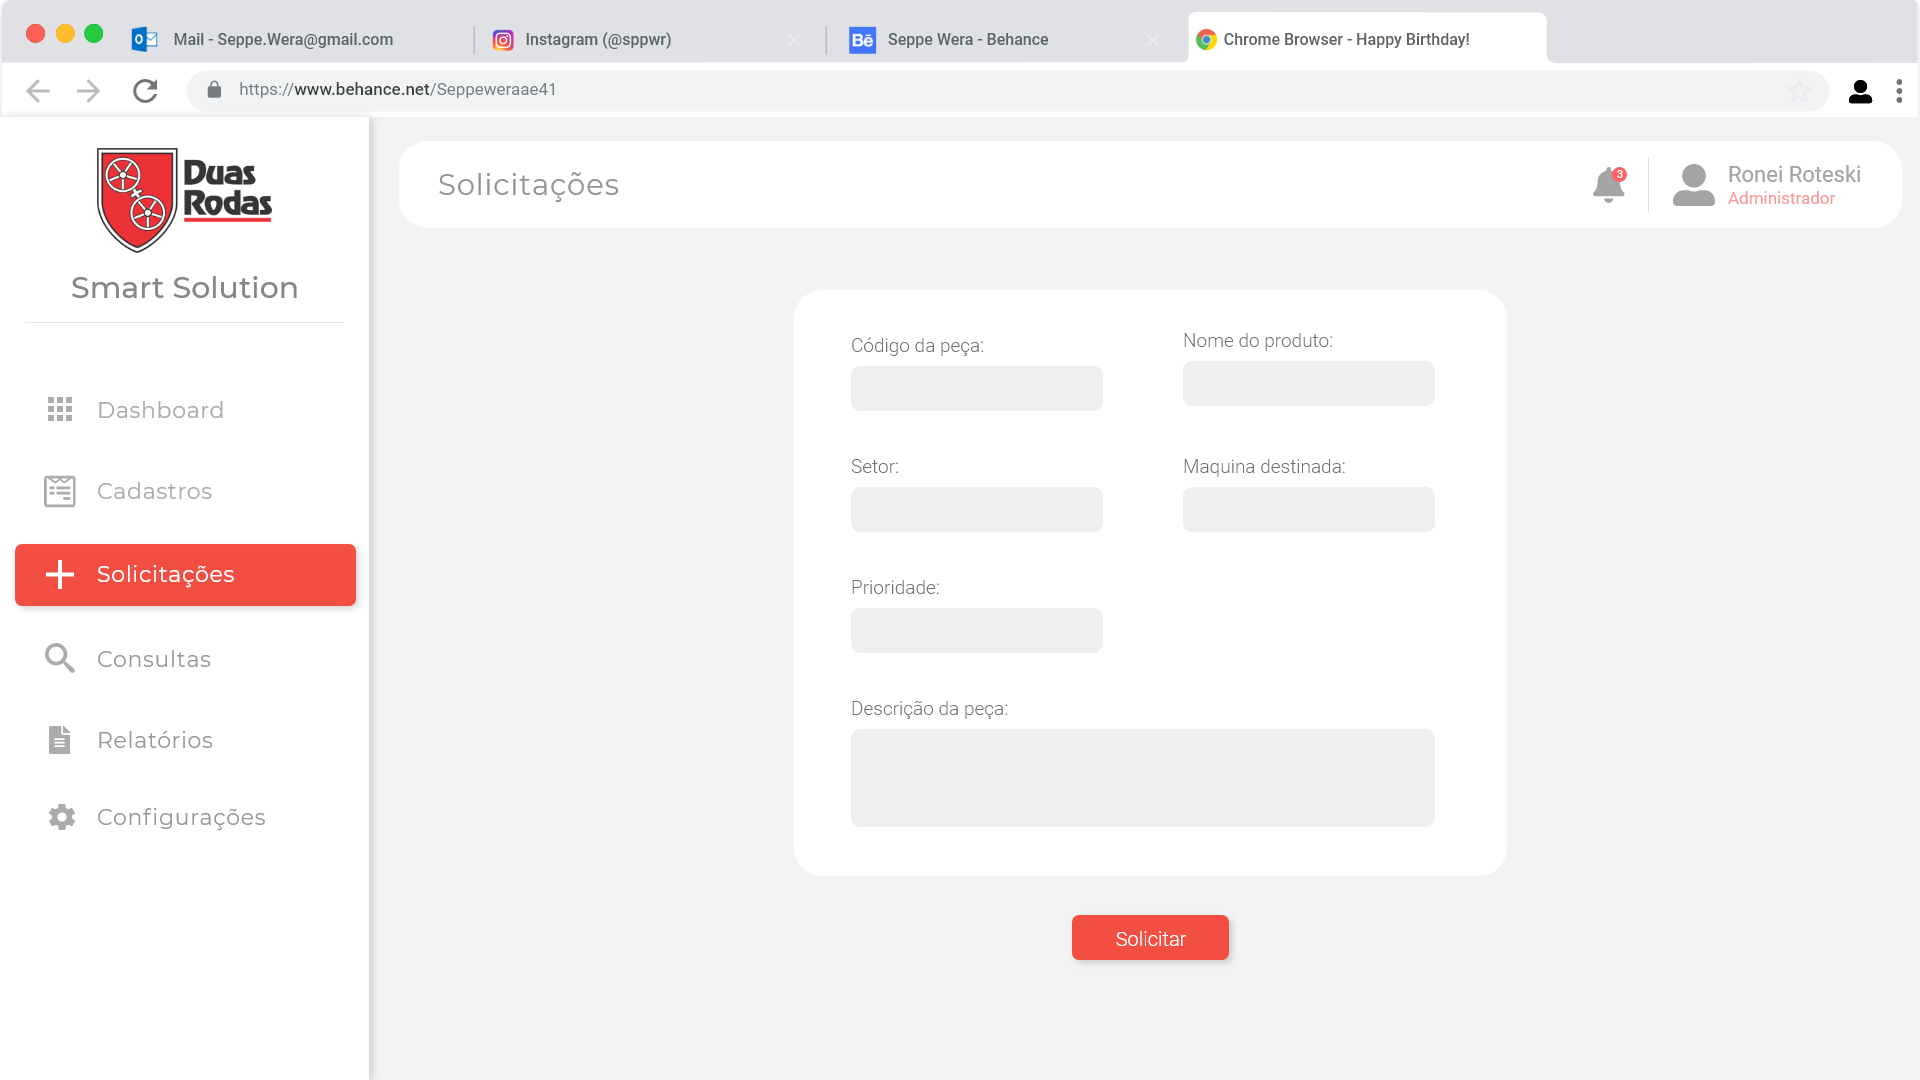 Mail - Seppe.Wera@gmail.com
Instagram (@sppwr)
Seppe Wera - Behance
Chrome Browser - Happy Birthday!
https://www.behance.net/Seppeweraae41
Duas
Rodas
Smart Solution
Dashboard
Cadastros
Solicitações
Consultas
Relatórios
Configurações
Solicitações
3
Ronei Roteski
Administrador
Código da peça:
Nome do produto:
Setor:
Maquina destinada:
Prioridade:
Descrição da peça:
Solicitar